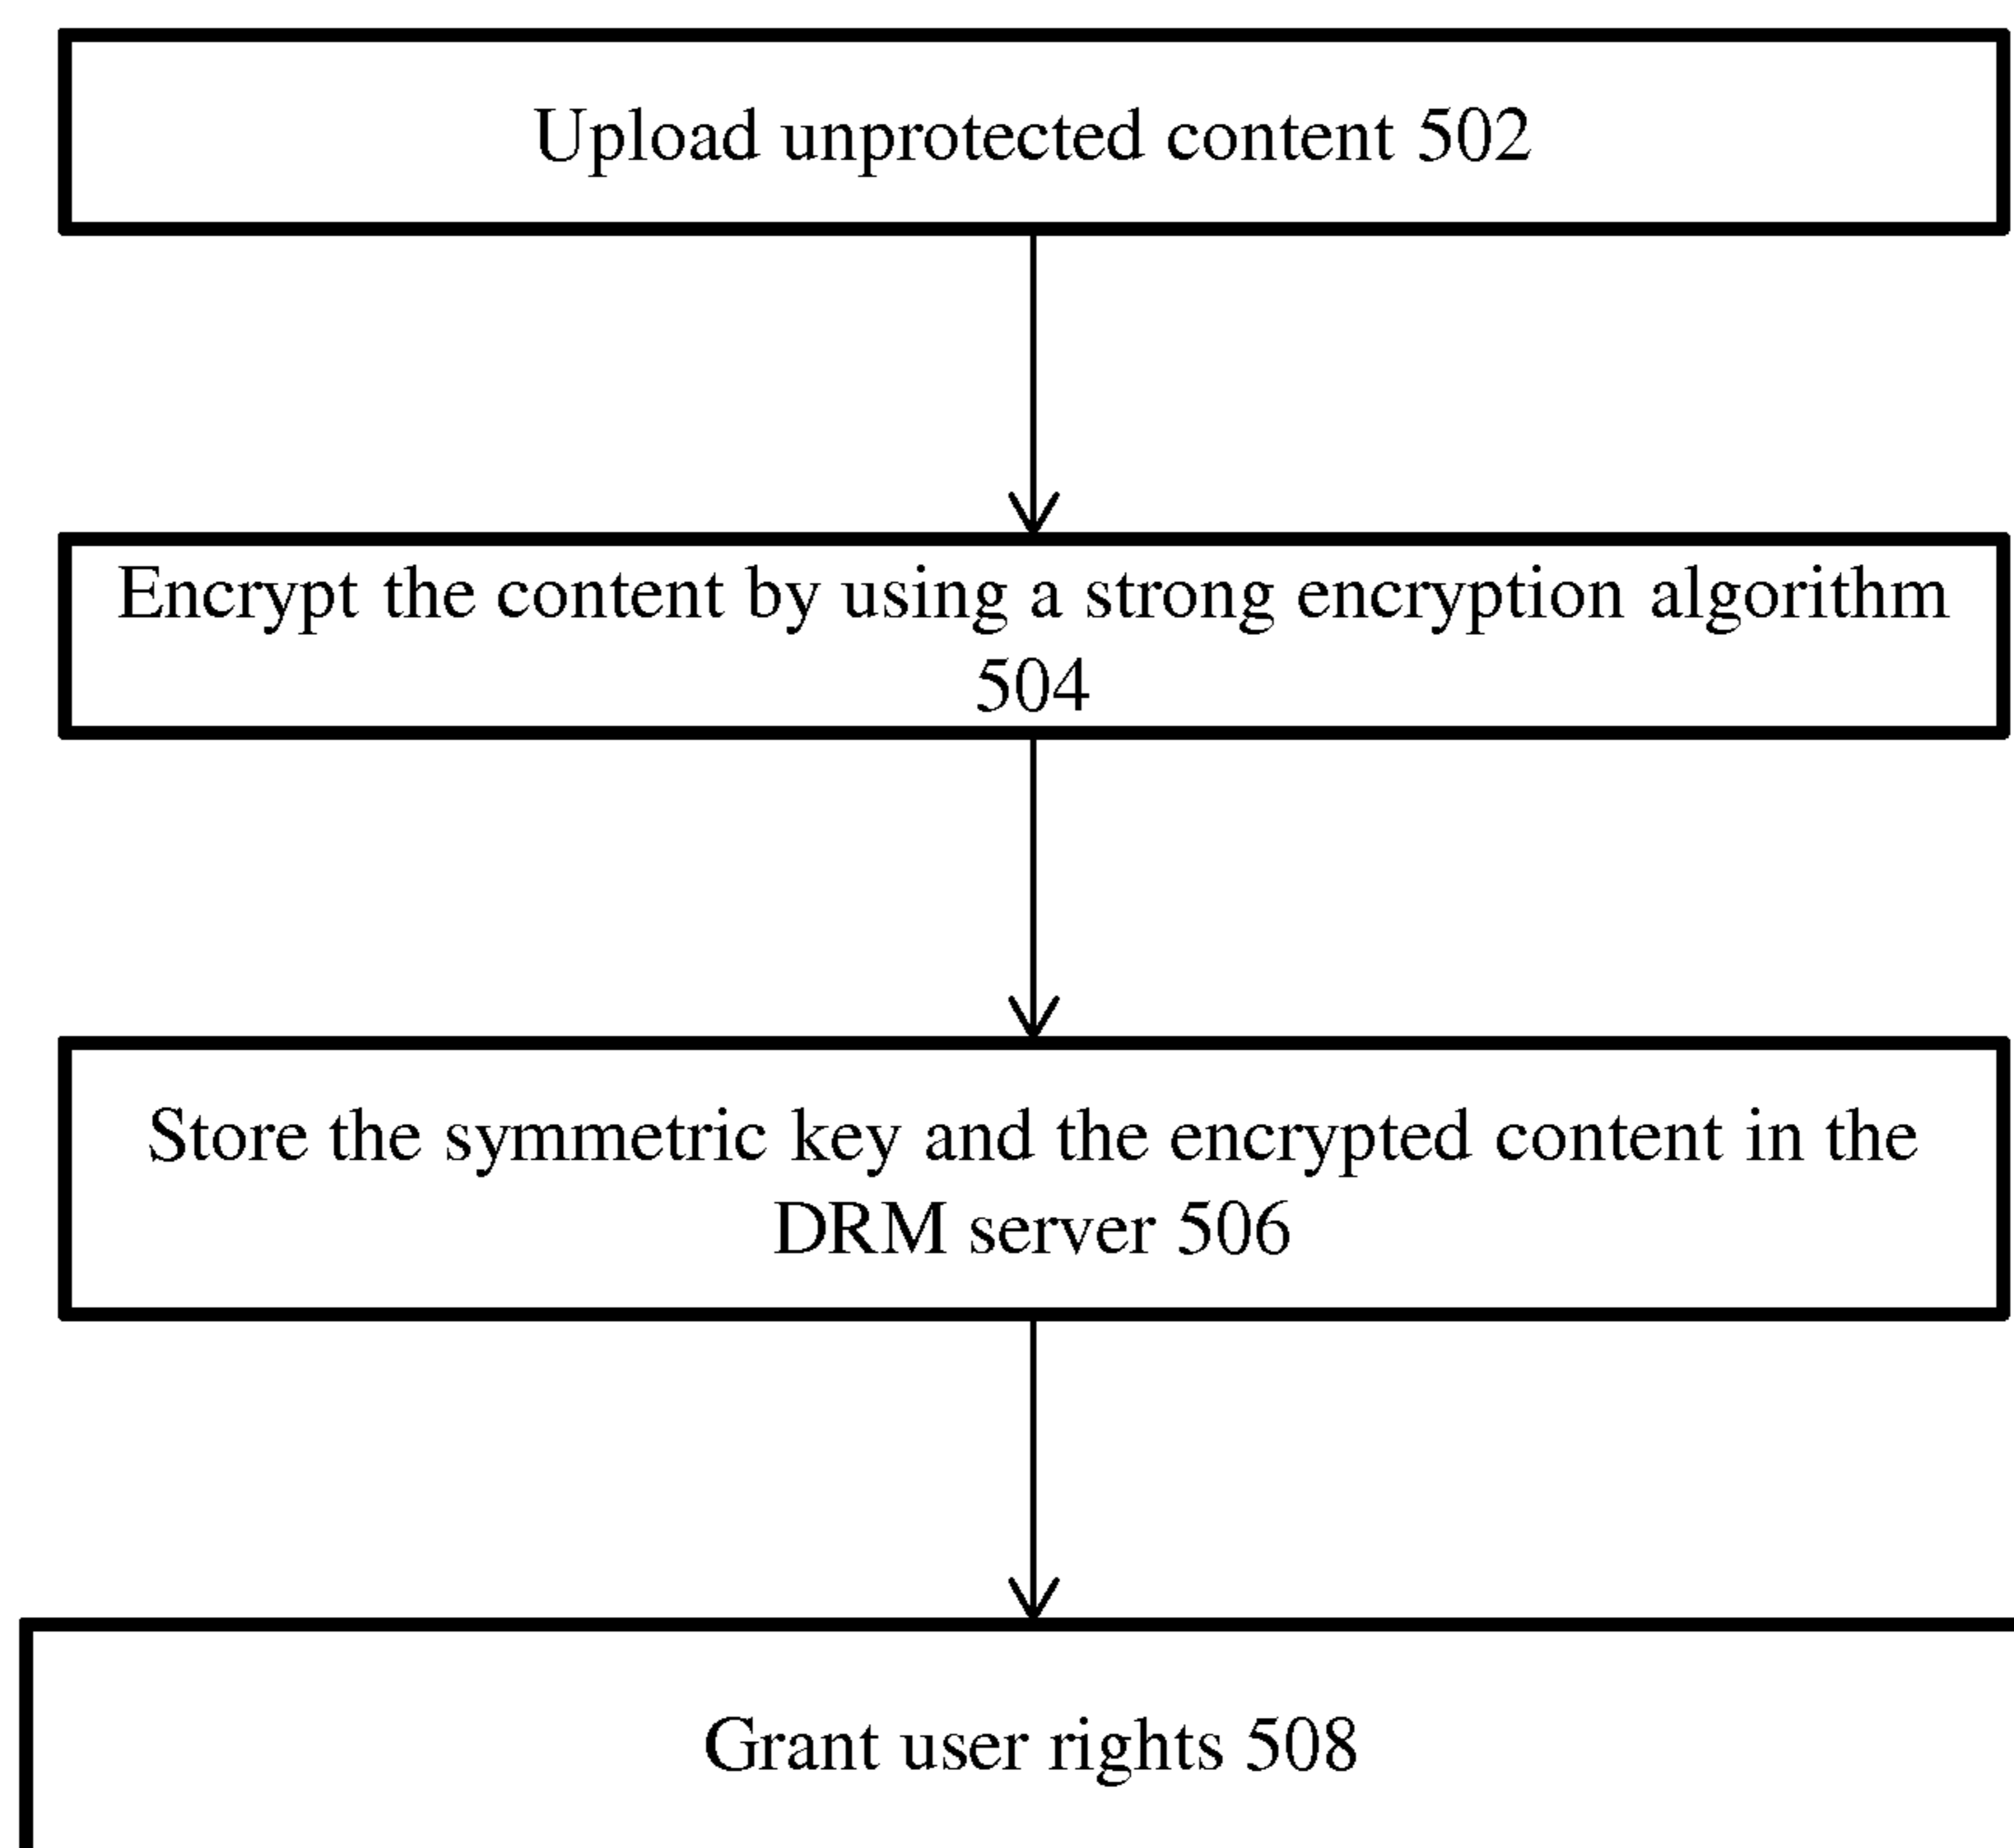 Upload unprotected content 502
Encrypt the content by using a strong encryption algorithm
504
Store the symmetric key and the encrypted content in the
DRM server 506
Grant user rights 508